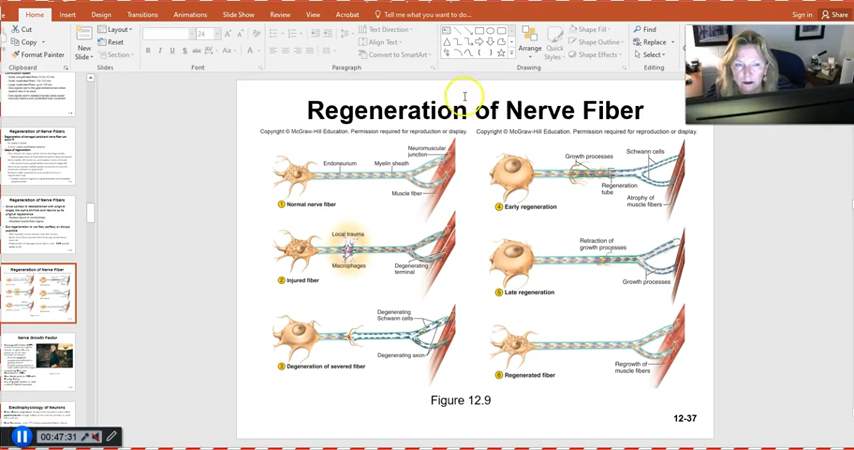 Home Insert Design Transitions Animations Slide Show Review View Acrobat Tell me what you want to do... Sign in Share
Cut
Copy
Format Painter
Clipboard
New
Slide
Layout
Reset
Section
Slides
24
Font
Paragraph
Text Direction
Align Text
Convert to SmartArt
Drawing
Arrange
Quick
Styles
Shape Fill
Shape Outline
Shape Effects
Find
Replace
Select
Editing
Regeneration of Nerve Fibers
Regeneration of Nerve Fibers
Regeneration of Nerve Fiber
Nerve Growth Factor
Electrophysiology of Neurons
00:47:31
Regeneration of Nerve Fiber
Copyright © McGraw-Hill Education. Permission required for reproduction or display.
Copyright © McGraw-Hill Education. Permission required for reproduction or display.
Endoneurium
Myelin sheath
Neuromuscular
junction
Muscle fiber
1 Normal nerve fiber
Local trauma
Macrophages
Degenerating
terminal
2 Injured fiber
Degenerating
Schwann cells
Degenerating axon
3 Degeneration of severed fiber
Growth processes
Schwann cells
Regeneration
tube
Atrophy of
muscle fibers
4 Early regeneration
Retraction of
growth processes
Growth processes
5 Late regeneration
Regrowth of
muscle fibers
6 Regenerated fiber
Figure 12.9
12-37